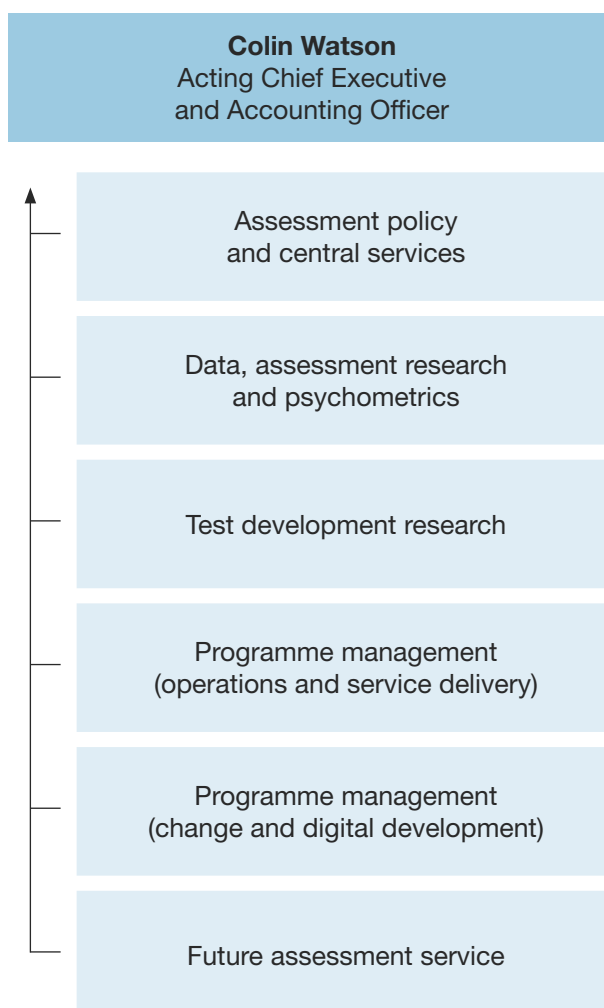 Colin Watson
Acting Chief Executive
and Accounting Officer
Assessment policy
and central services
Data, assessment research
and psychometrics
Test development research
Programme management
(operations and service delivery)
Programme management
(change and digital development)
Future assessment service